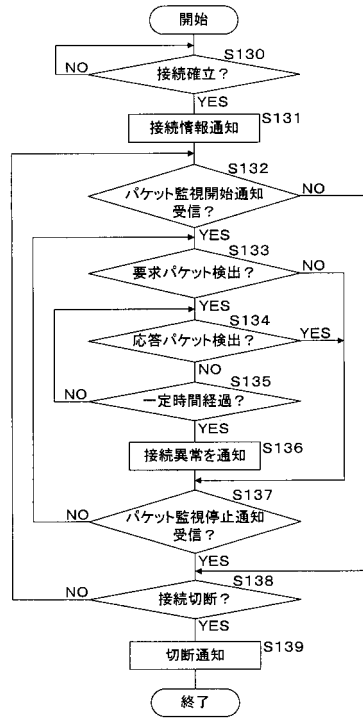 開始
S130
接続確立？
NO
YES
S131
接続情報通知
S132
パケット監視開始通知
受信？
NO
YES
S133
要求パケット検出？
NO
YES
S134
応答パケット検出？
YES
NO
S135
一定時間経過？
NO
YES
S136
接続異常を通知
S137
パケット監視停止通知
受信？
NO
YES
S138
接続切断？
NO
YES
S139
切断通知
終了